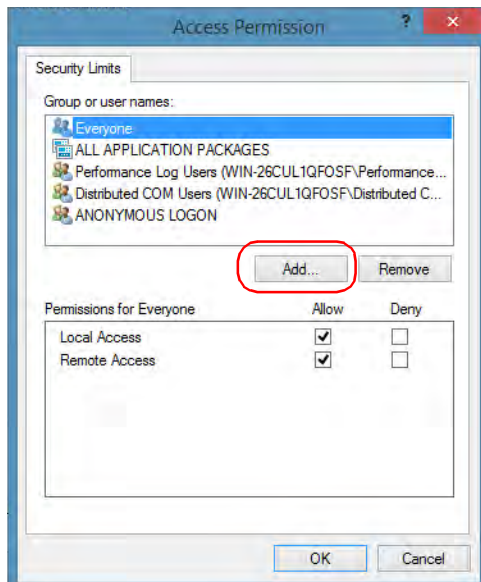 Access Permission ? ×
Security Limits
Group or user names:
Everyone
ALL APPLICATION PACKAGES
Performance Log Users (WIN-26CUL1QFOSF\Performance...
Distributed COM Users (WIN-26CUL1QFOSF\Distributed C...
ANONYMOUS LOGON
Add... Remove
Permissions for Everyone Allow Deny
Local Access
Remote Access
OK Cancel